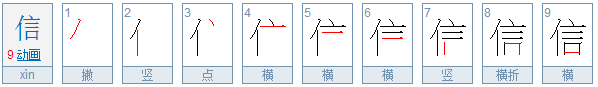 信 1 2 3 4 5 6 7 8 9
9 动画
xìn 撇 竖 点 横 横 横 竖 横折 横